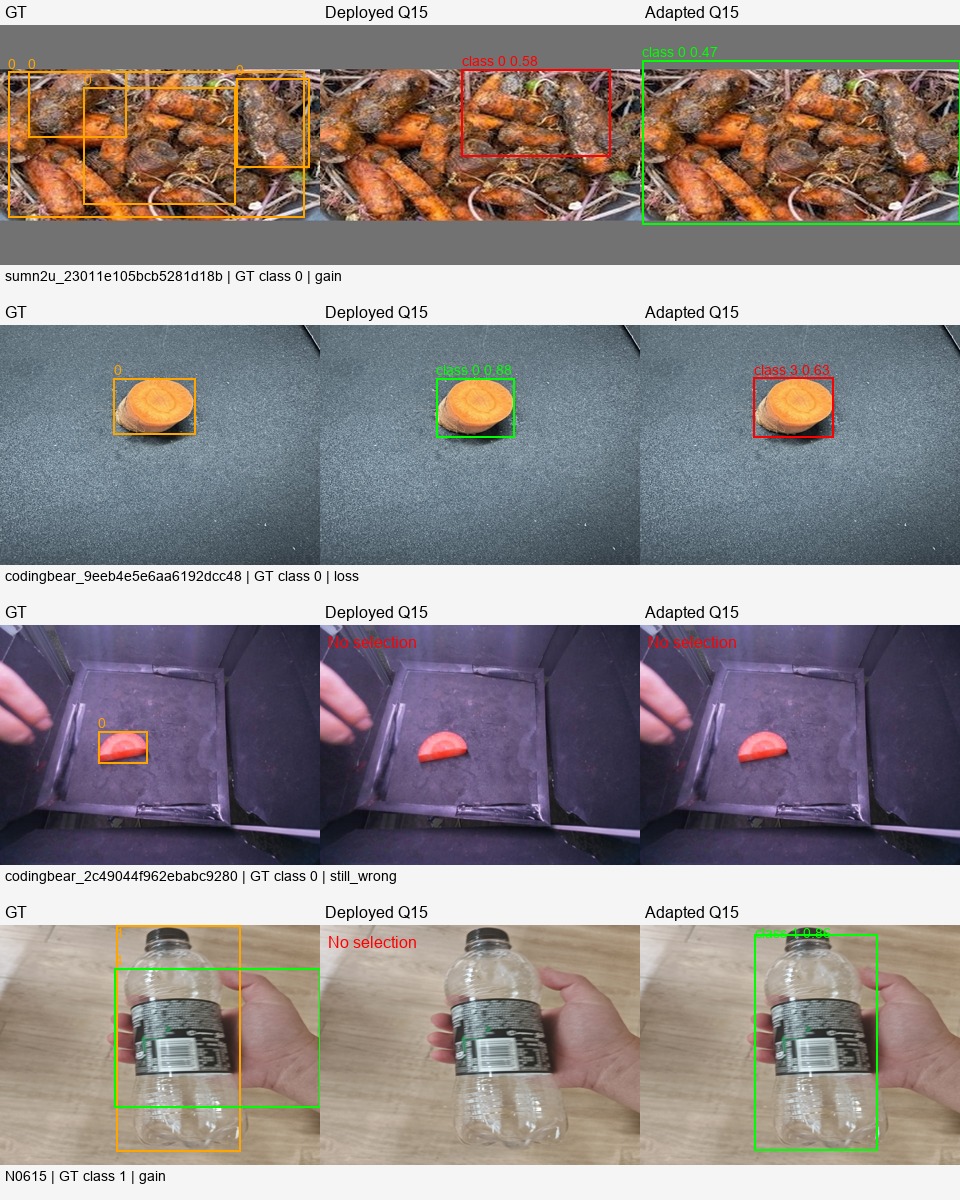 GT Deployed Q15 Adapted Q15
0 0 0 0 class 0 0.58 class 0 0.47
sumn2u_23011e105bcb5281d18b | GT class 0 | gain
GT Deployed Q15 Adapted Q15
0 class 0 0.88 class 3 0.63
codingbear_9eeb4e5e6aa6192dcc48 | GT class 0 | loss
GT Deployed Q15 Adapted Q15
No selection No selection
0
codingbear_2c49044f962ebabc9280 | GT class 0 | still_wrong
GT Deployed Q15 Adapted Q15
No selection
N0615 | GT class 1 | gain